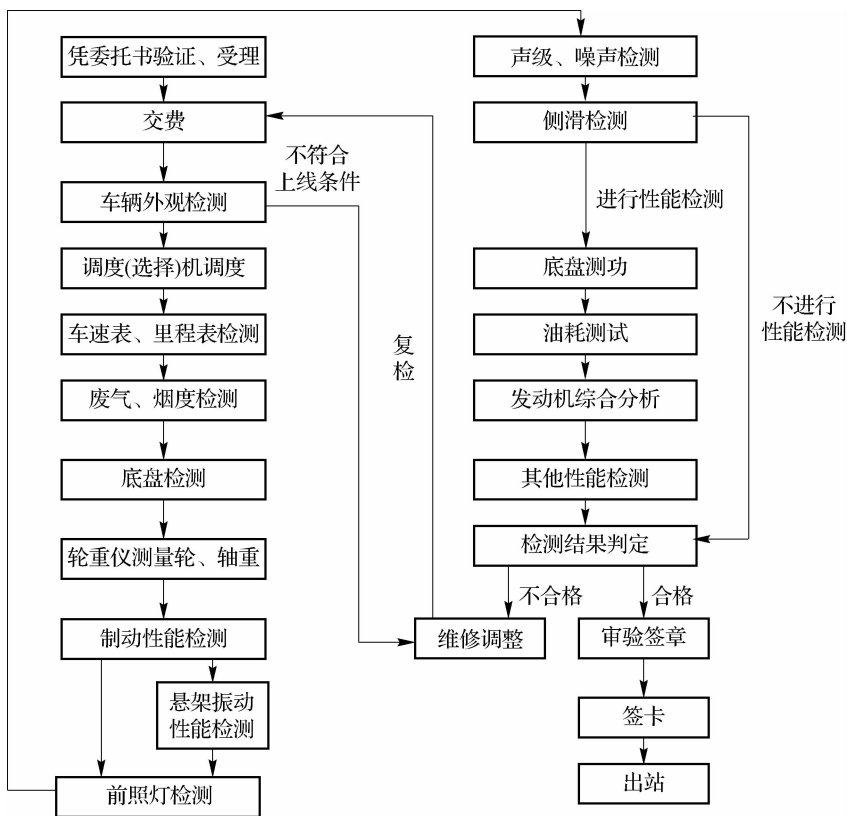 凭委托书验证、受理
交费
不符合
上线条件
车辆外观检测
调度(选择)机调度
车速表、里程表检测
废气、烟度检测
底盘检测
轮重仪测量轮、轴重
制动性能检测
悬架振动
性能检测
前照灯检测
复
检
声级、噪声检测
侧滑检测
进行性能检测
不进行
性能检测
底盘测功
油耗测试
发动机综合分析
其他性能检测
检测结果判定
不合格
合格
维修调整
审验签章
签卡
出站